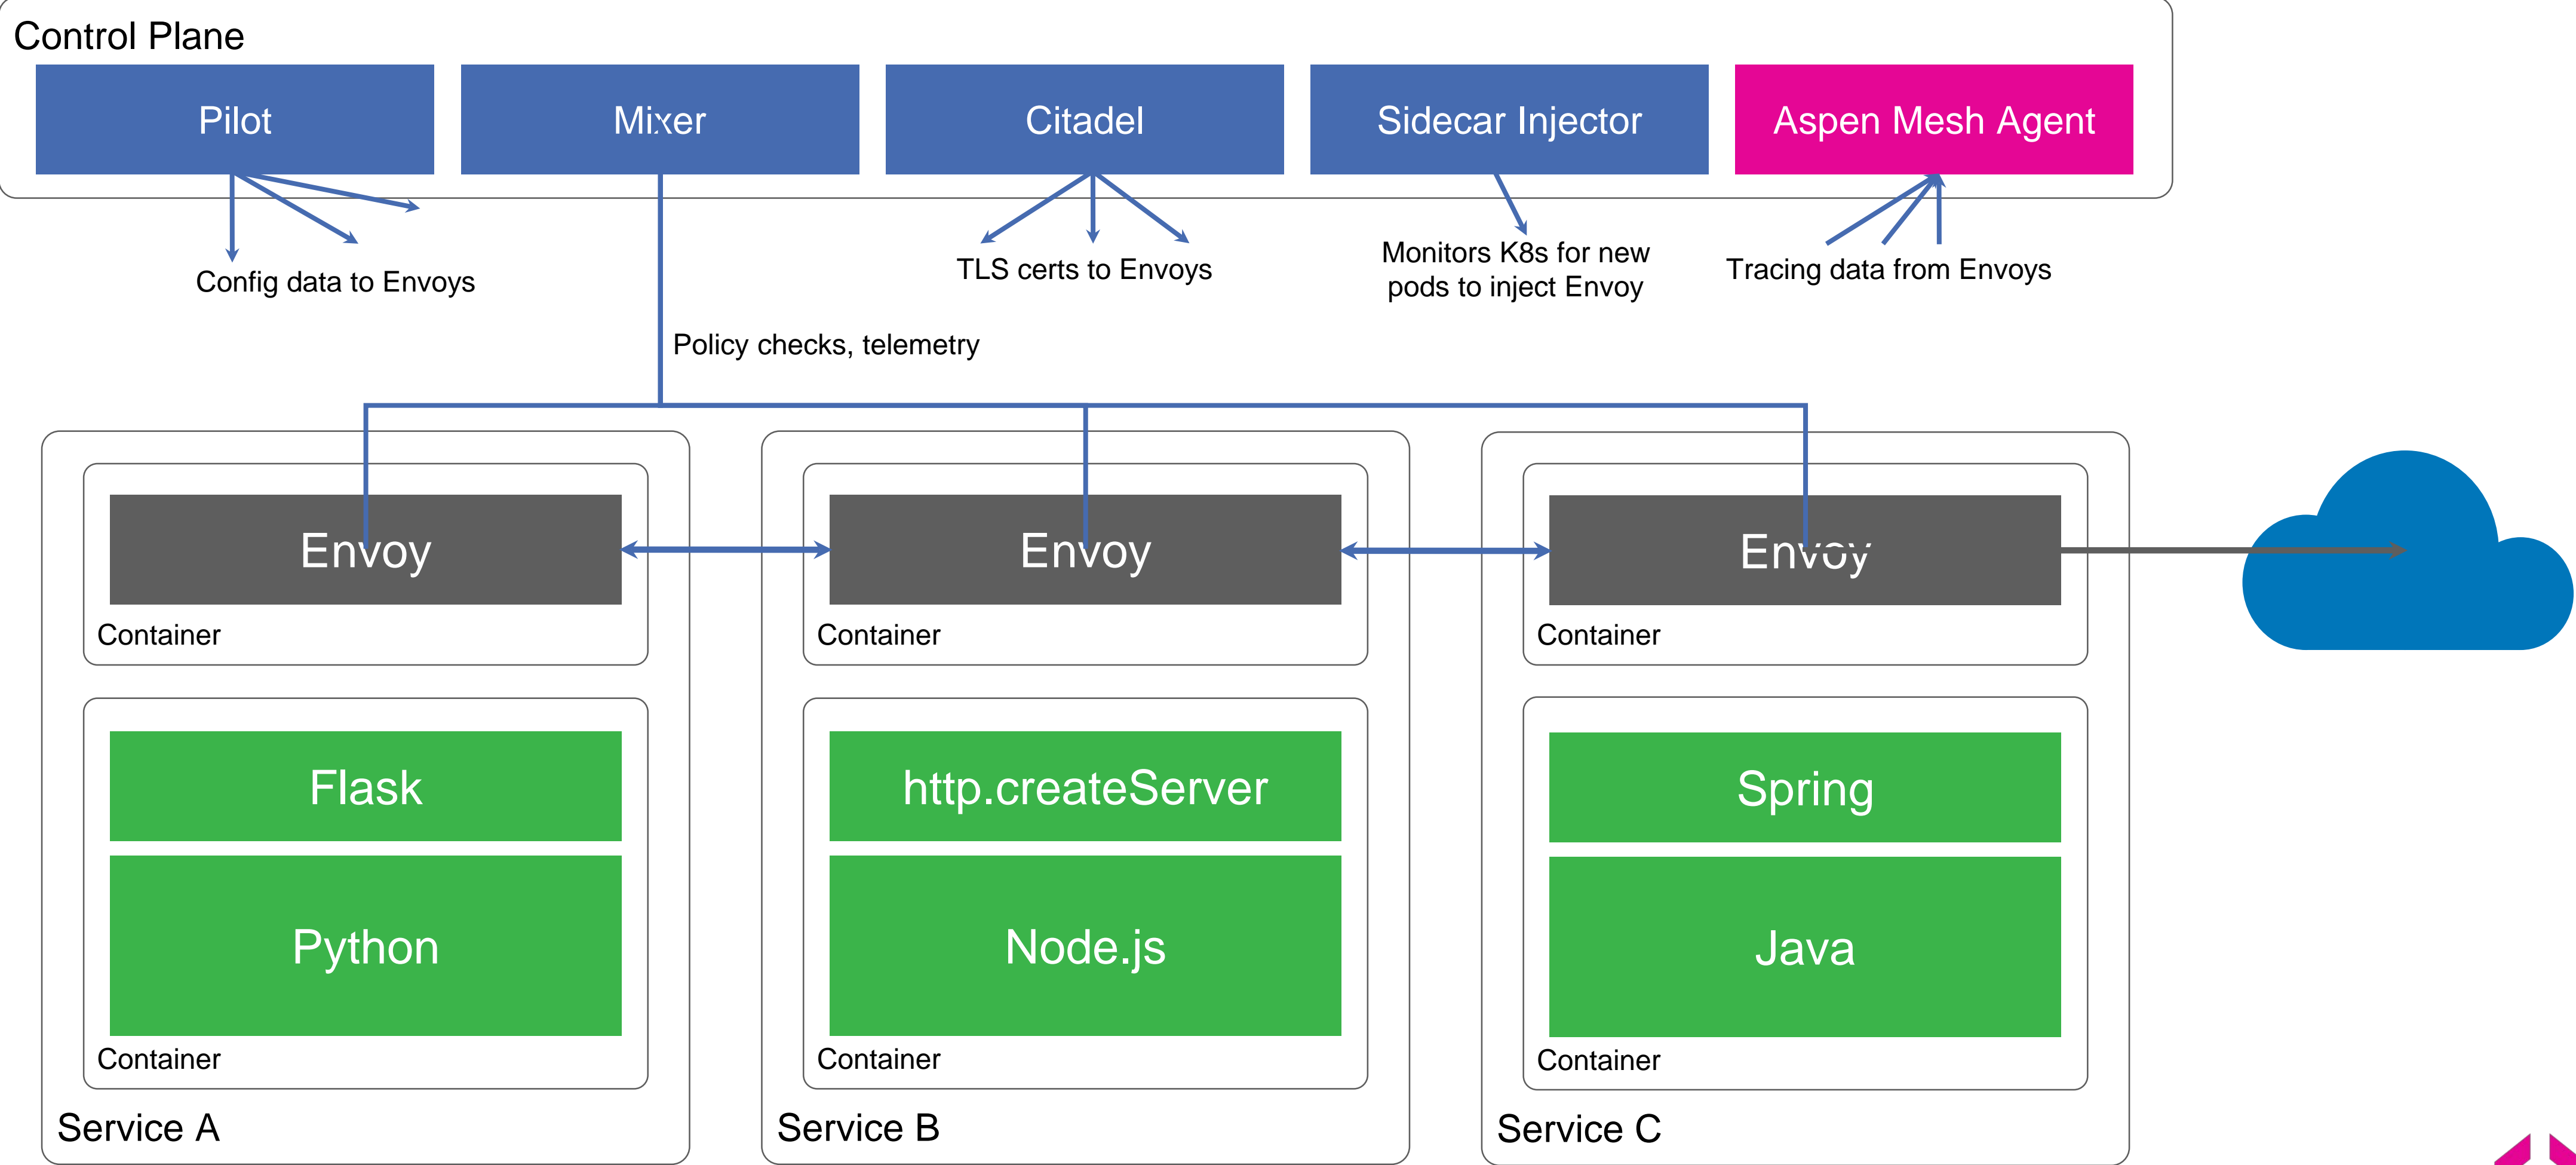 Control Plane
Pilot
Mixer
Citadel
Sidecar Injector
Aspen Mesh Agent
Config data to Envoys
TLS certs to Envoys
Monitors K8s for new
pods to inject Envoy
Tracing data from Envoys
Policy checks, telemetry
Envoy
Container
Envoy
Container
Envoy
Container
Flask
Python
Container
Service A
http.createServer
Node.js
Container
Service B
Spring
Java
Container
Service C